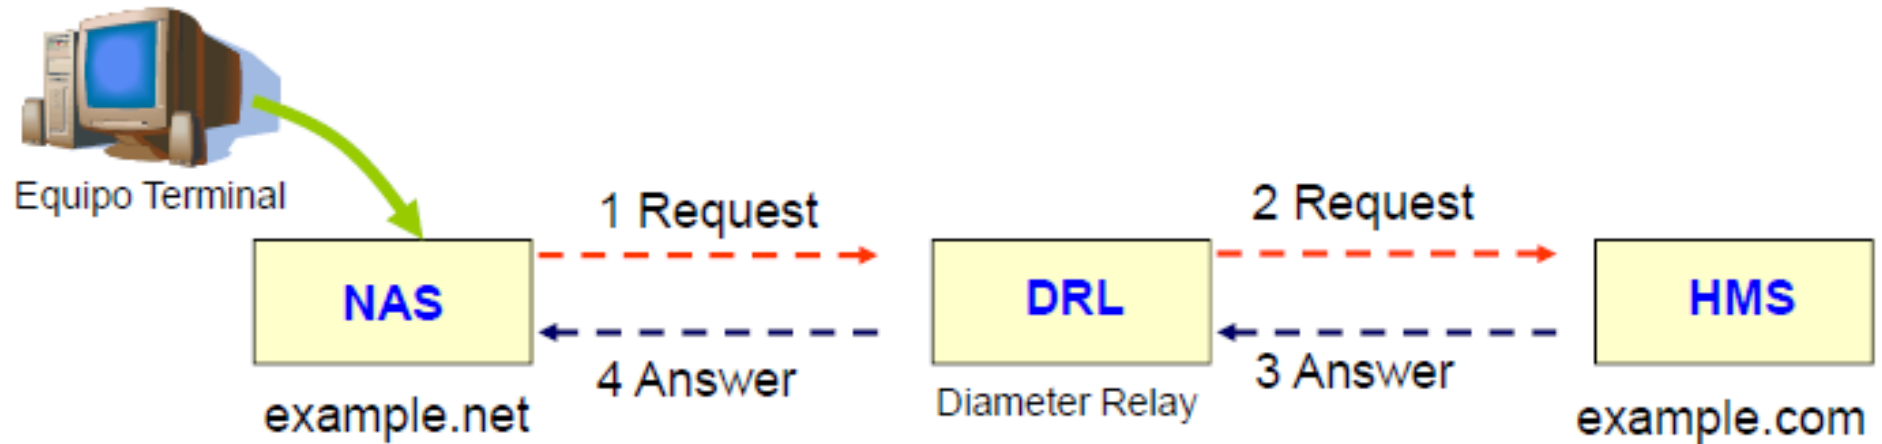 Equipo Terminal
1 Request
2 Request
NAS
DRL
HMS
4 Answer
3 Answer
example.net
Diameter Relay
example.com